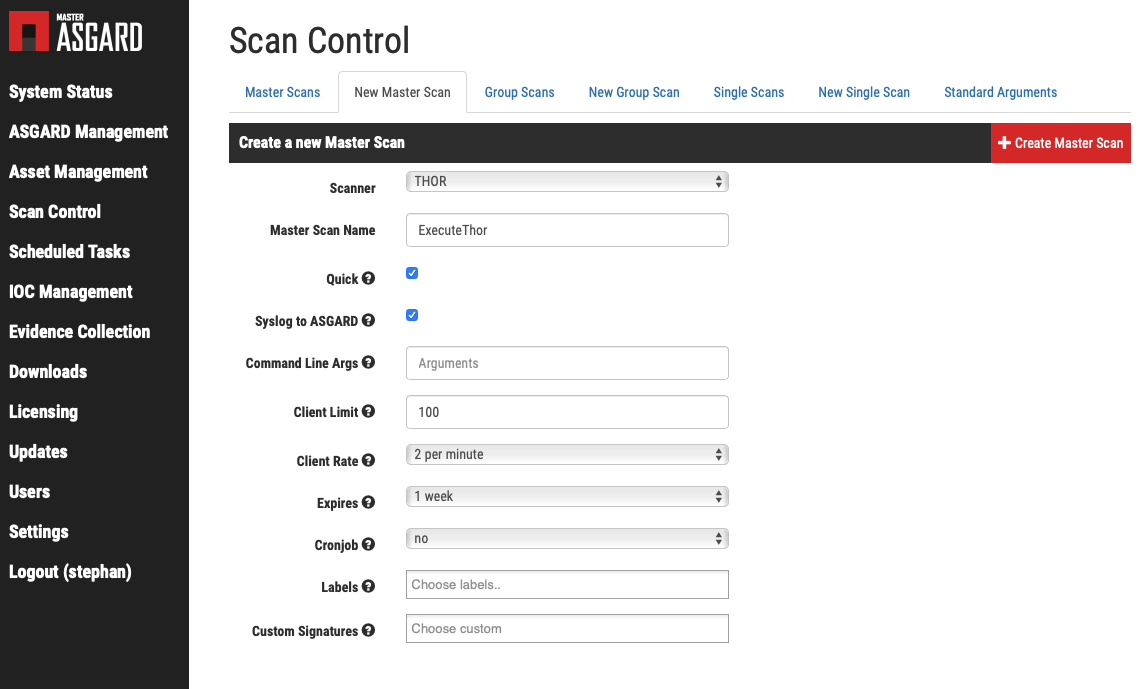 MASTER
ASGARD
System Status
ASGARD Management
Asset Management
Scan Control
Scheduled Tasks
IOC Management
Evidence Collection
Downloads
Licensing
Updates
Users
Settings
Logout (stephan)
Scan Control
Master Scans New Master Scan Group Scans New Group Scan Single Scans New Single Scan Standard Arguments
Create a new Master Scan Create Master Scan
Scanner THOR
Master Scan Name ExecuteThor
Quick
Syslog to ASGARD
Command Line Args Arguments
Client Limit 100
Client Rate 2 per minute
Expires 1 week
Cronjob no
Labels Choose labels..
Custom Signatures Choose custom